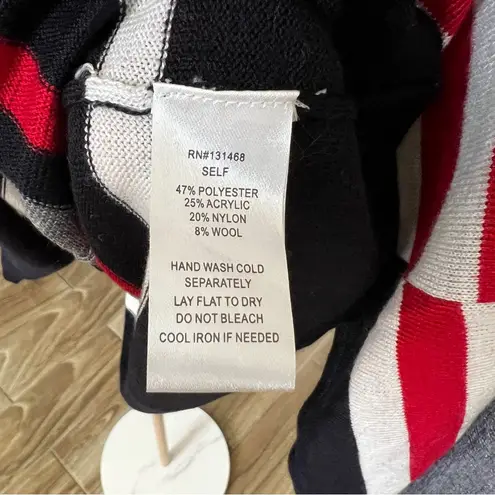 RN#131468
SELF
47% POLYESTER
25% ACRYLIC
20% NYLON
8% WOOL
HAND WASH COLD
SEPARATELY
LAY FLAT TO DRY
DO NOT BLEACH
COOL IRON IF NEEDED